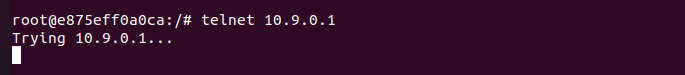 root@e875eff0a0ca:/# telnet 10.9.0.1
Trying 10.9.0.1...